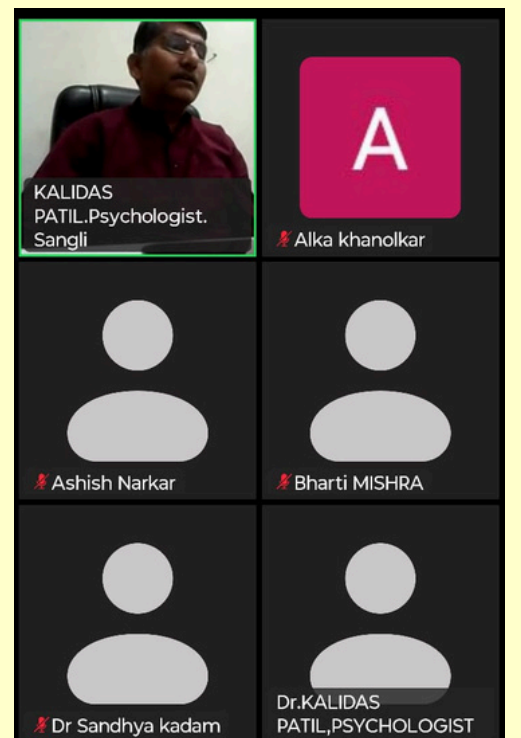 KALIDAS
PATIL.Psychologist.
Sangli
A
Alka khanolkar
Ashish Narkar
Bharti MISHRA
Dr Sandhya kadam
Dr.KALIDAS
PATIL,PSYCHOLOGIST